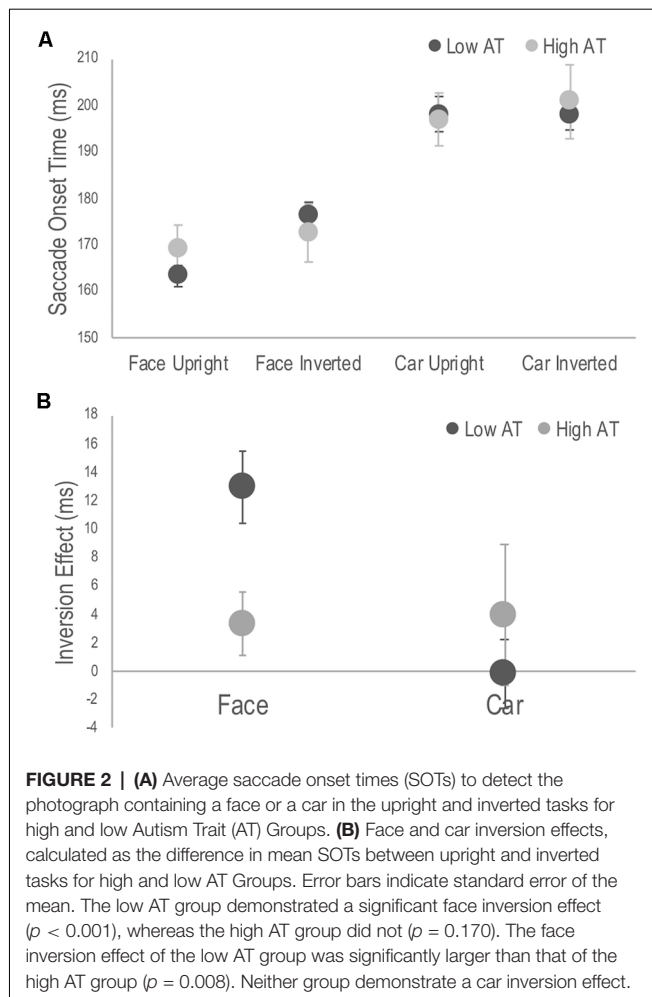 A
Low AT High AT
Saccade Onset Time (ms)
210
200
190
180
170
160
150
Face Upright Face Inverted Car Upright Car Inverted
B
Low AT High AT
Inversion Effect (ms)
18
16
14
12
10
8
6
4
2
0
-2
-4
Face Car
FIGURE 2 | (A) Average saccade onset times (SOTs) to detect the
photograph containing a face or a car in the upright and inverted tasks for
high and low Autism Trait (AT) Groups. (B) Face and car inversion effects,
calculated as the difference in mean SOTs between upright and inverted
tasks for high and low AT Groups. Error bars indicate standard error of the
mean. The low AT group demonstrated a significant face inversion effect
(p < 0.001), whereas the high AT group did not (p = 0.170). The face
inversion effect of the low AT group was significantly larger than that of the
high AT group (p = 0.008). Neither group demonstrate a car inversion effect.